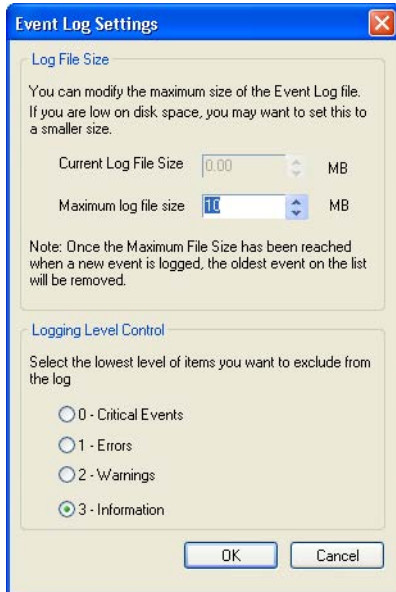 Event Log Settings
Log File Size
You can modify the maximum size of the Event Log file.
If you are low on disk space, you may want to set this to
a smaller size.
Current Log File Size 0.00 MB
Maximum log file size 10 MB
Note: Once the Maximum File Size has been reached
when a new event is logged, the oldest event on the list
will be removed.
Logging Level Control
Select the lowest level of items you want to exclude from
the log
0 - Critical Events
1 - Errors
2 - Warnings
3 - Information
OK Cancel